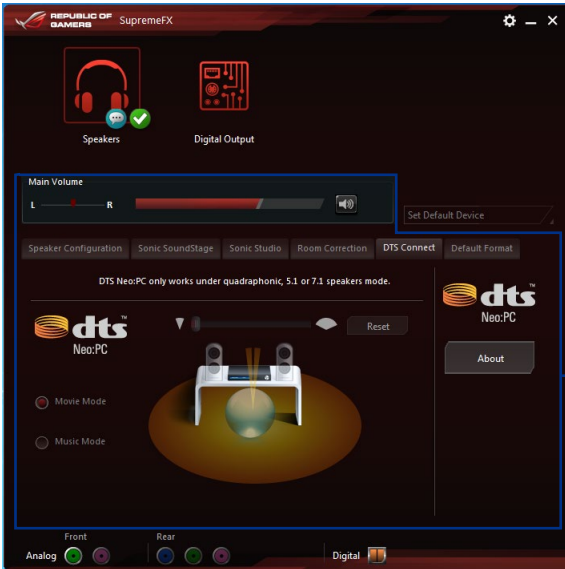 REPUBLIC OF
GAMERS
SupremeFX
Speakers
Digital Output
Main Volume
L
R
Set Default Device
Speaker Configuration
Sonic SoundStage
Sonic Studio
Room Correction
DTS Connect
Default Format
DTS Neo:PC only works under quadraphonic, 5.1 or 7.1 speakers mode.
dts™
Neo:PC
Reset
dts™
Neo:PC
About
Movie Mode
Music Mode
Front
Rear
Analog
Digital